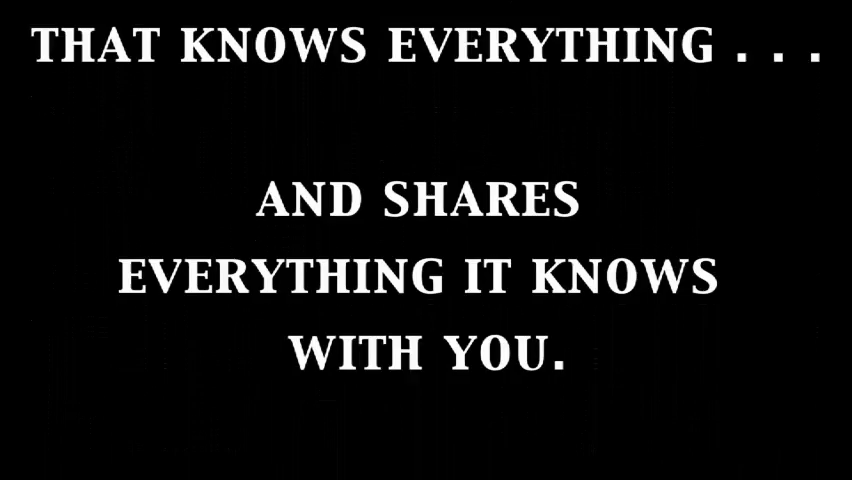 THAT KNOWS EVERYTHING . . .
AND SHARES
EVERYTHING IT KNOWS
WITH YOU.